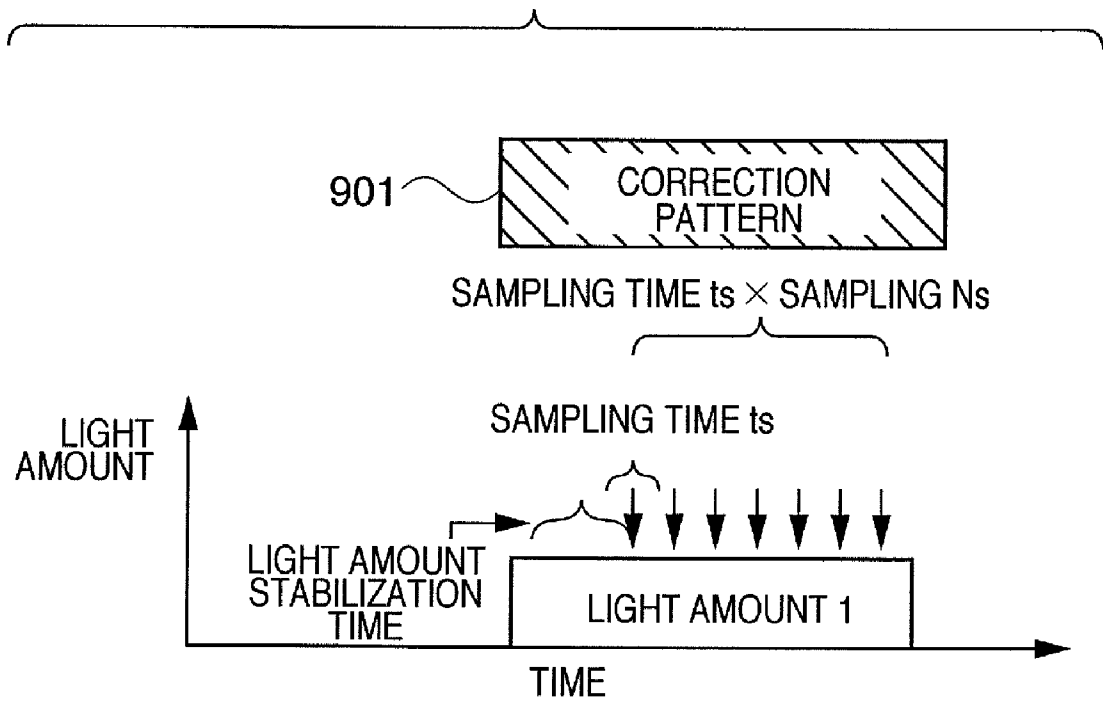 901
CORRECTION
PATTERN
SAMPLING TIME ts × SAMPLING Ns
SAMPLING TIME ts
LIGHT
AMOUNT
LIGHT AMOUNT
STABILIZATION
TIME
LIGHT AMOUNT 1
TIME